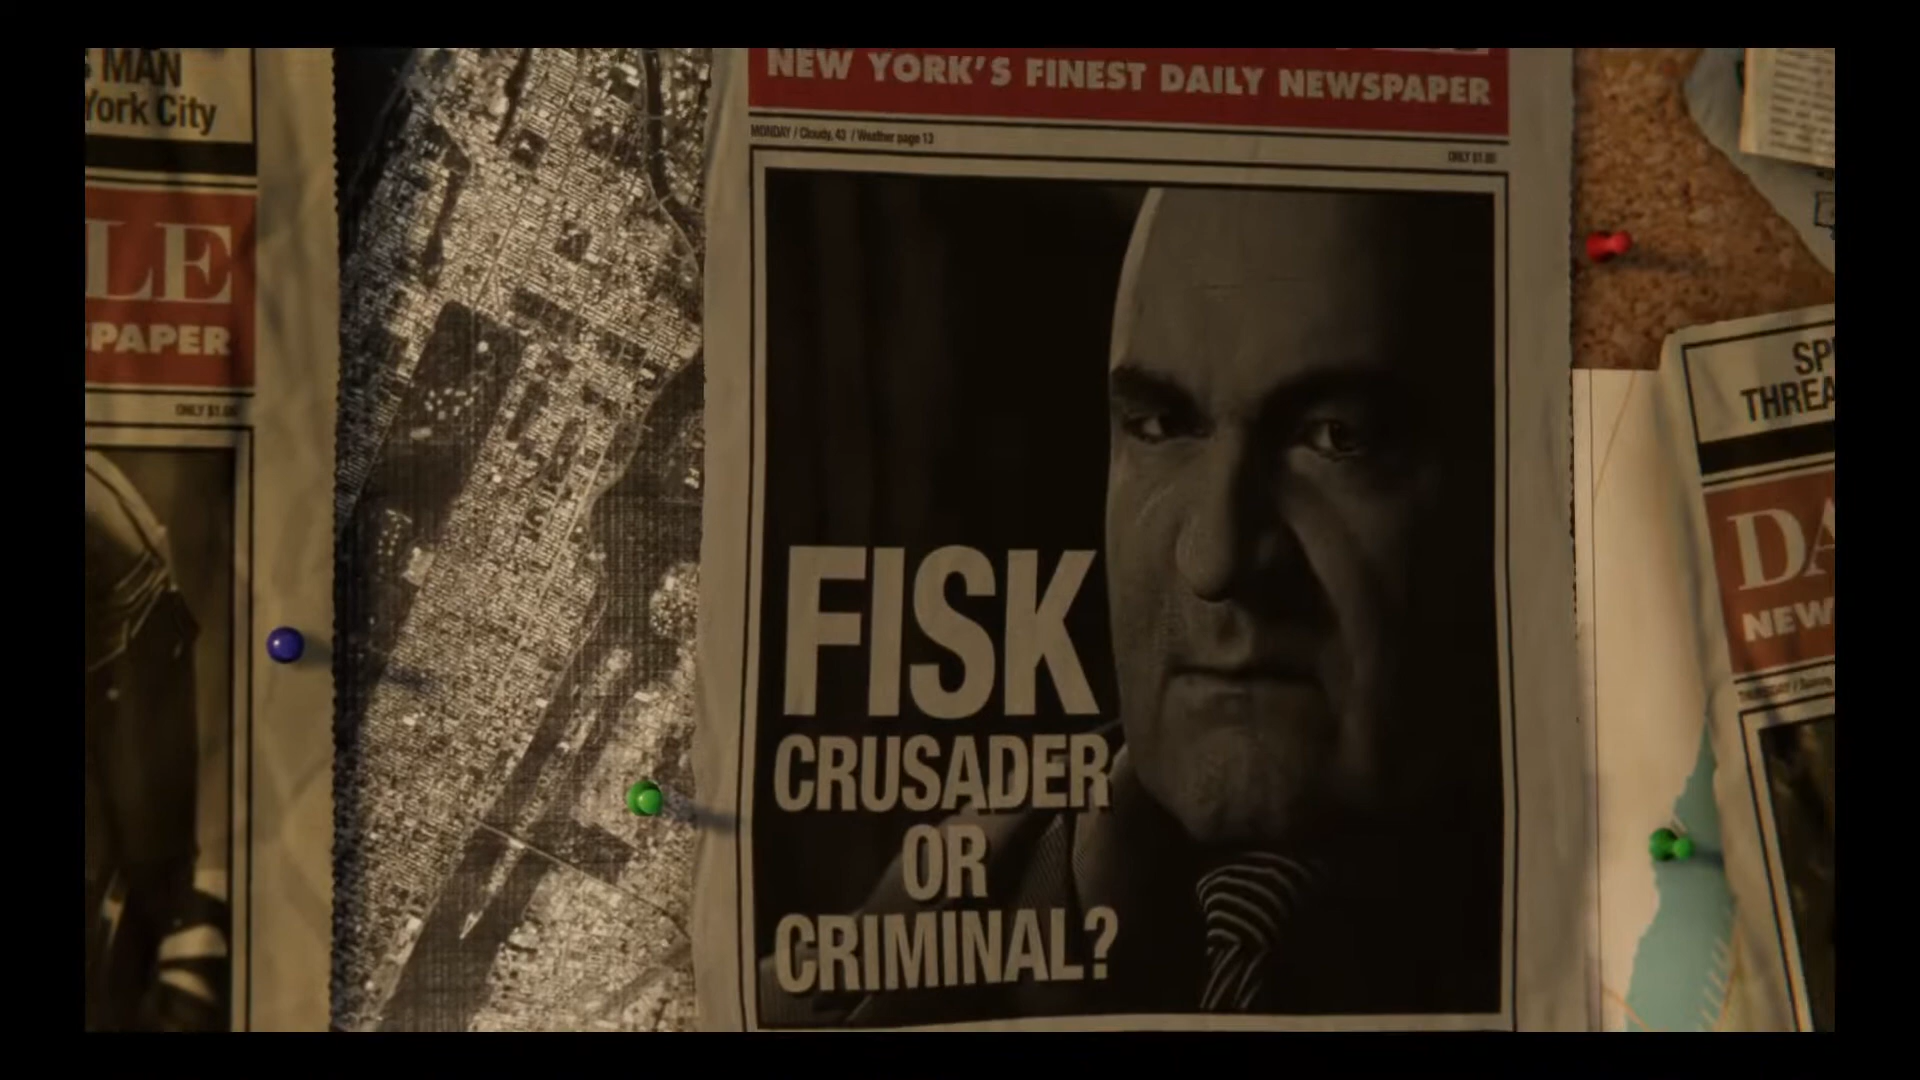 MAN
York City
LE
SPAPER
ONLY $1.00
NEW YORK'S FINEST DAILY NEWSPAPER
MONDAY / Cloudy, 43 / Weather page 13
ONLY $1.00
FISK
CRUSADER
OR
CRIMINAL?
SP
THREA
DA
NEW